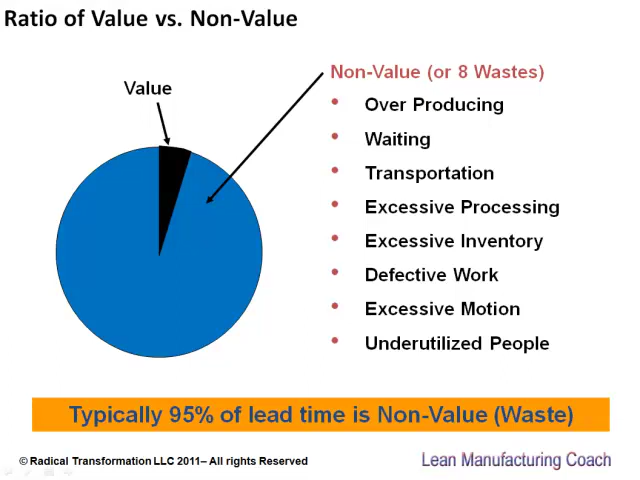 Ratio of Value vs. Non-Value
Value
Non-Value (or 8 Wastes)
• Over Producing
• Waiting
• Transportation
• Excessive Processing
• Excessive Inventory
• Defective Work
• Excessive Motion
• Underutilized People
Typically 95% of lead time is Non-Value (Waste)
© Radical Transformation LLC 2011– All rights Reserved
Lean Manufacturing Coach